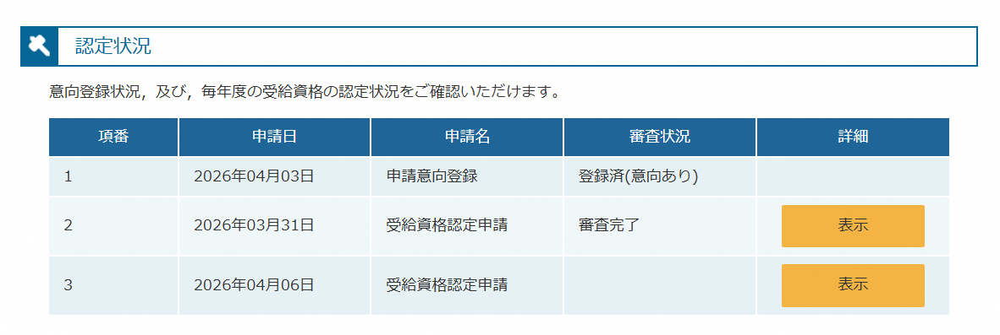 認定状況
意向登録状況，及び，毎年度の受給資格の認定状況をご確認いただけます。
項番 申請日 申請名 審査状況 詳細
1 2026年04月03日 申請意向登録 登録済(意向あり)
2 2026年03月31日 受給資格認定申請 審査完了 表示
3 2026年04月06日 受給資格認定申請 表示